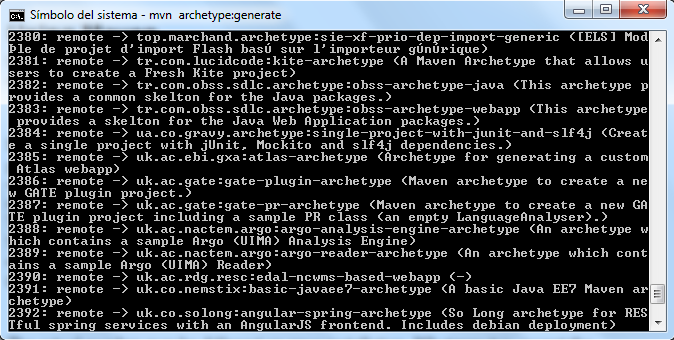 Símbolo del sistema - mvn archetype:generate
2380: remote -> top.marchand.archetype:sie-xf-prio-dep-import-generic ([ELS] Mod
Þle de projet d'import Flash basú sur l'importeur gúnúrique)
2381: remote -> tr.com.lucidcode:kite-archetype (A Maven Archetype that allows u
sers to create a Fresh Kite project)
2382: remote -> tr.com.obss.sdlc.archetype:obss-archetype-java (This archetype p
rovides a common skelton for the Java packages.)
2383: remote -> tr.com.obss.sdlc.archetype:obss-archetype-webapp (This archetype
 provides a skelton for the Java Web Application packages.)
2384: remote -> ua.co.gravy.archetype:single-project-with-junit-and-slf4j (Creat
e a single project with jUnit, Mockito and slf4j dependencies.)
2385: remote -> uk.ac.ebi.gxa:atlas-archetype (Archetype for generating a custom
 Atlas webapp)
2386: remote -> uk.ac.gate:gate-plugin-archetype (Maven archetype to create a ne
w GATE plugin project.)
2387: remote -> uk.ac.gate:gate-pr-archetype (Maven archetype to create a new GA
TE plugin project including a sample PR class (an empty LanguageAnalyser).)
2388: remote -> uk.ac.nactem.argo:argo-analysis-engine-archetype (An archetype w
hich contains a sample Argo (UIMA) Analysis Engine)
2389: remote -> uk.ac.nactem.argo:argo-reader-archetype (An archetype which cont
ains a sample Argo (UIMA) Reader)
2390: remote -> uk.ac.rdg.resc:edal-ncwms-based-webapp (-)
2391: remote -> uk.co.nemstix:basic-javaee7-archetype (A basic Java EE7 Maven ar
chetype)
2392: remote -> uk.co.solong:angular-spring-archetype (So Long archetype for RES
Tful spring services with an AngularJS frontend. Includes debian deployment)